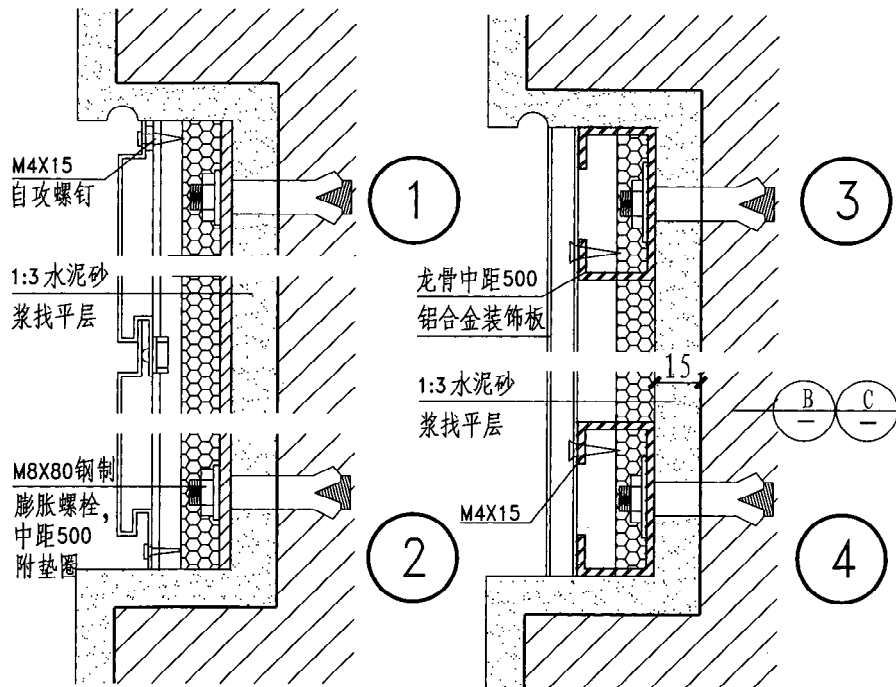 M4X15
自攻螺钉
1
1:3水泥砂
浆找平层
M8X80钢制
膨胀螺栓，
中距500
附垫圈
2
3
龙骨中距500
铝合金装饰板
15
1:3水泥砂
浆找平层
B
C
M4X15
4